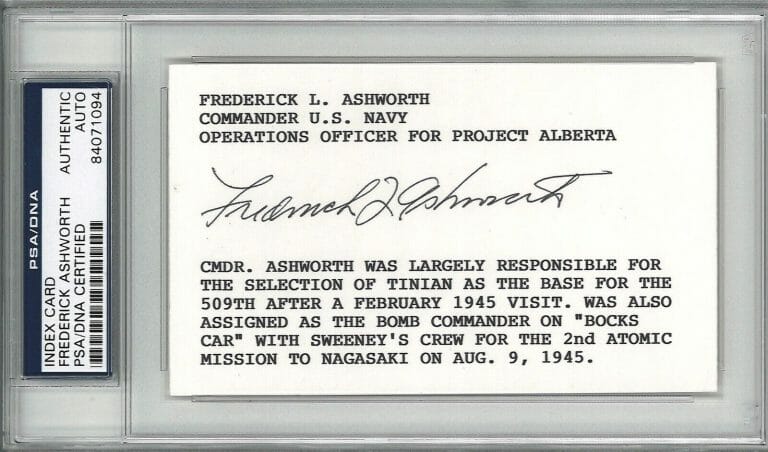 PSA/DNA
INDEX CARD
FREDERICK ASHWORTH
PSA/DNA CERTIFIED
AUTHENTIC
AUTO
84071094
FREDERICK L. ASHWORTH
COMMANDER U.S. NAVY
OPERATIONS OFFICER FOR PROJECT ALBERTA
Frederick L Ashworth
CMDR. ASHWORTH WAS LARGELY RESPONSIBLE FOR
THE SELECTION OF TINIAN AS THE BASE FOR THE
509TH AFTER A FEBRUARY 1945 VISIT. WAS ALSO
ASSIGNED AS THE BOMB COMMANDER ON "BOCKS
CAR" WITH SWEENEY'S CREW FOR THE 2nd ATOMIC
MISSION TO NAGASAKI ON AUG. 9, 1945.